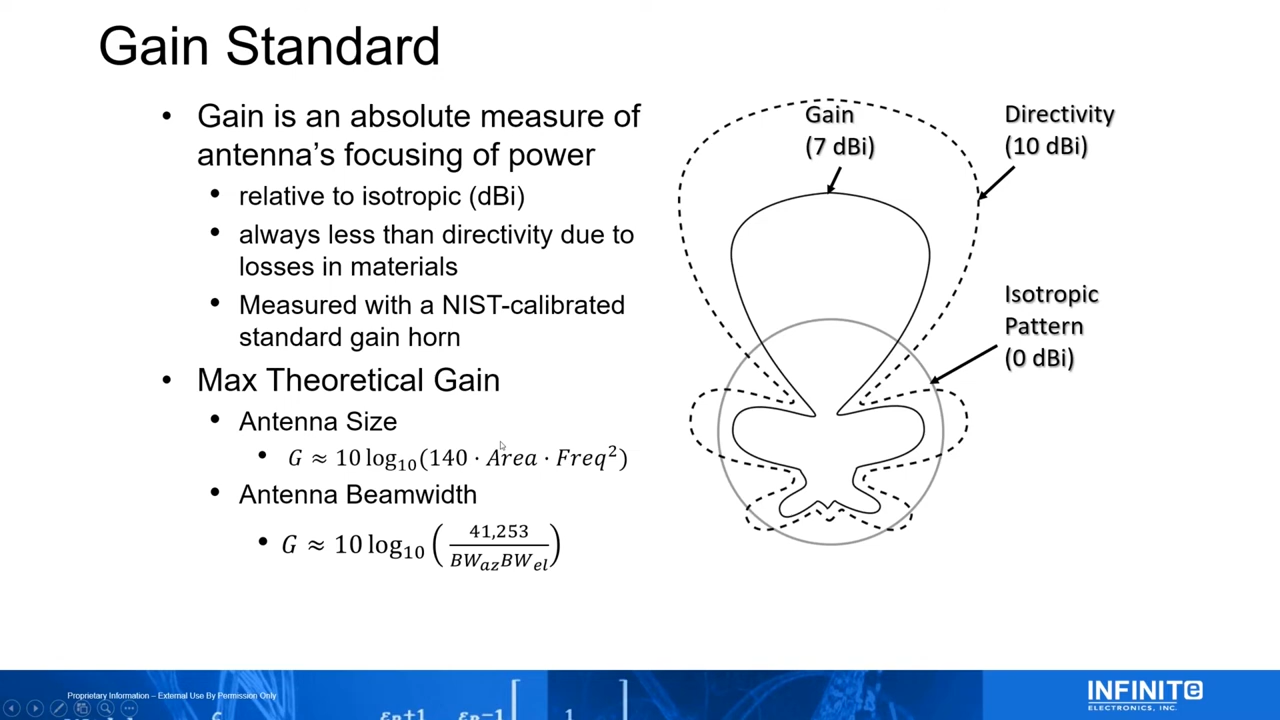 Gain Standard
• Gain is an absolute measure of
antenna’s focusing of power
• relative to isotropic (dBi)
• always less than directivity due to
losses in materials
• Measured with a NIST-calibrated
standard gain horn
• Max Theoretical Gain
• Antenna Size
• G ≈ 10 log₁₀(140 · Area · Freq²)
• Antenna Beamwidth
• G ≈ 10 log₁₀ (41,253 / BW_az BW_el)
Gain
(7 dBi)
Directivity
(10 dBi)
Isotropic
Pattern
(0 dBi)
Proprietary Information – External Use By Permission Only
INFINITe
ELECTRONICS, INC.